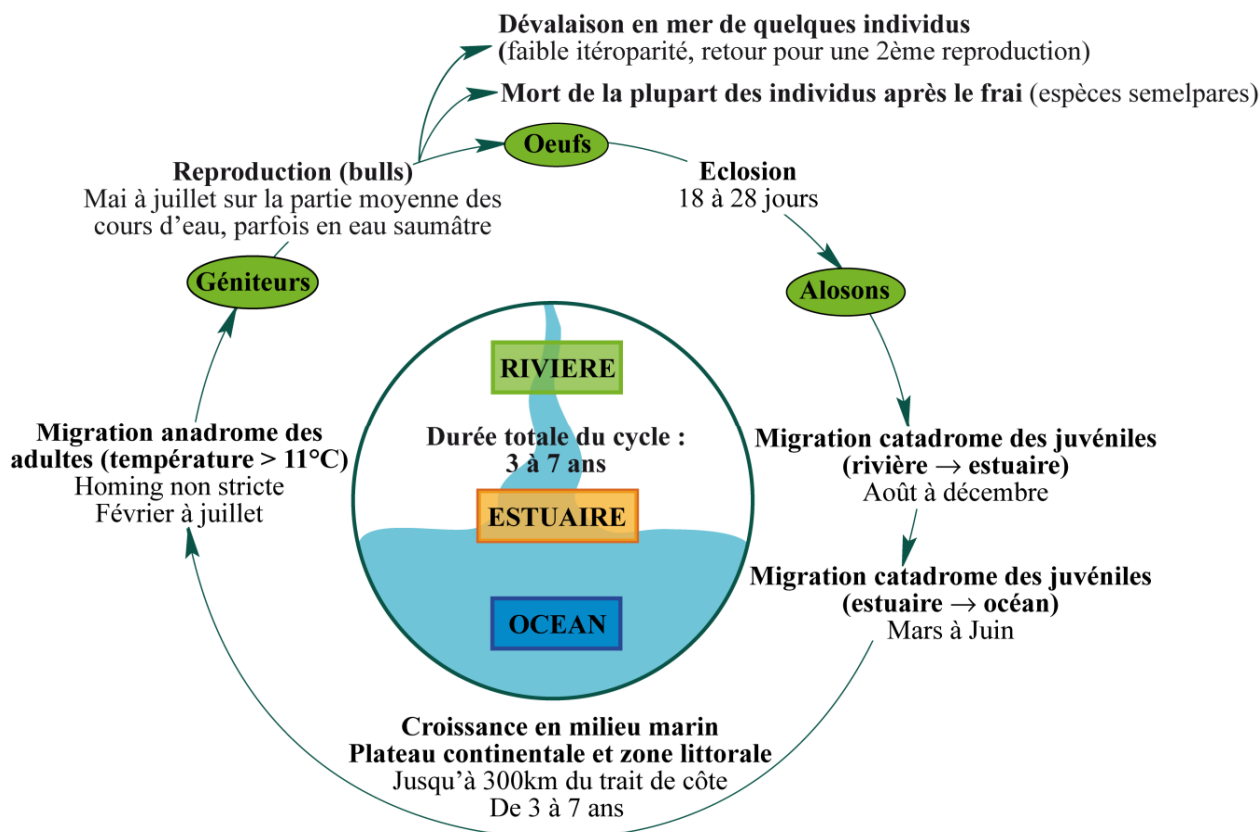 Dévalaison en mer de quelques individus
(faible itéroparité, retour pour une 2ème reproduction)
Mort de la plupart des individus après le frai (espèces semelpares)
Oeufs
Reproduction (bulls)
Mai à juillet sur la partie moyenne des
cours d’eau, parfois en eau saumâtre
Eclosion
18 à 28 jours
Géniteurs
Alosons
RIVIERE
Durée totale du cycle :
3 à 7 ans
ESTUAIRE
OCEAN
Migration anadrome des
adultes (température > 11°C)
Homing non stricte
Février à juillet
Migration catadrome des juvéniles
(rivière → estuaire)
Août à décembre
Migration catadrome des juvéniles
(estuaire → océan)
Mars à Juin
Croissance en milieu marin
Plateau continentale et zone littorale
Jusqu’à 300km du trait de côte
De 3 à 7 ans